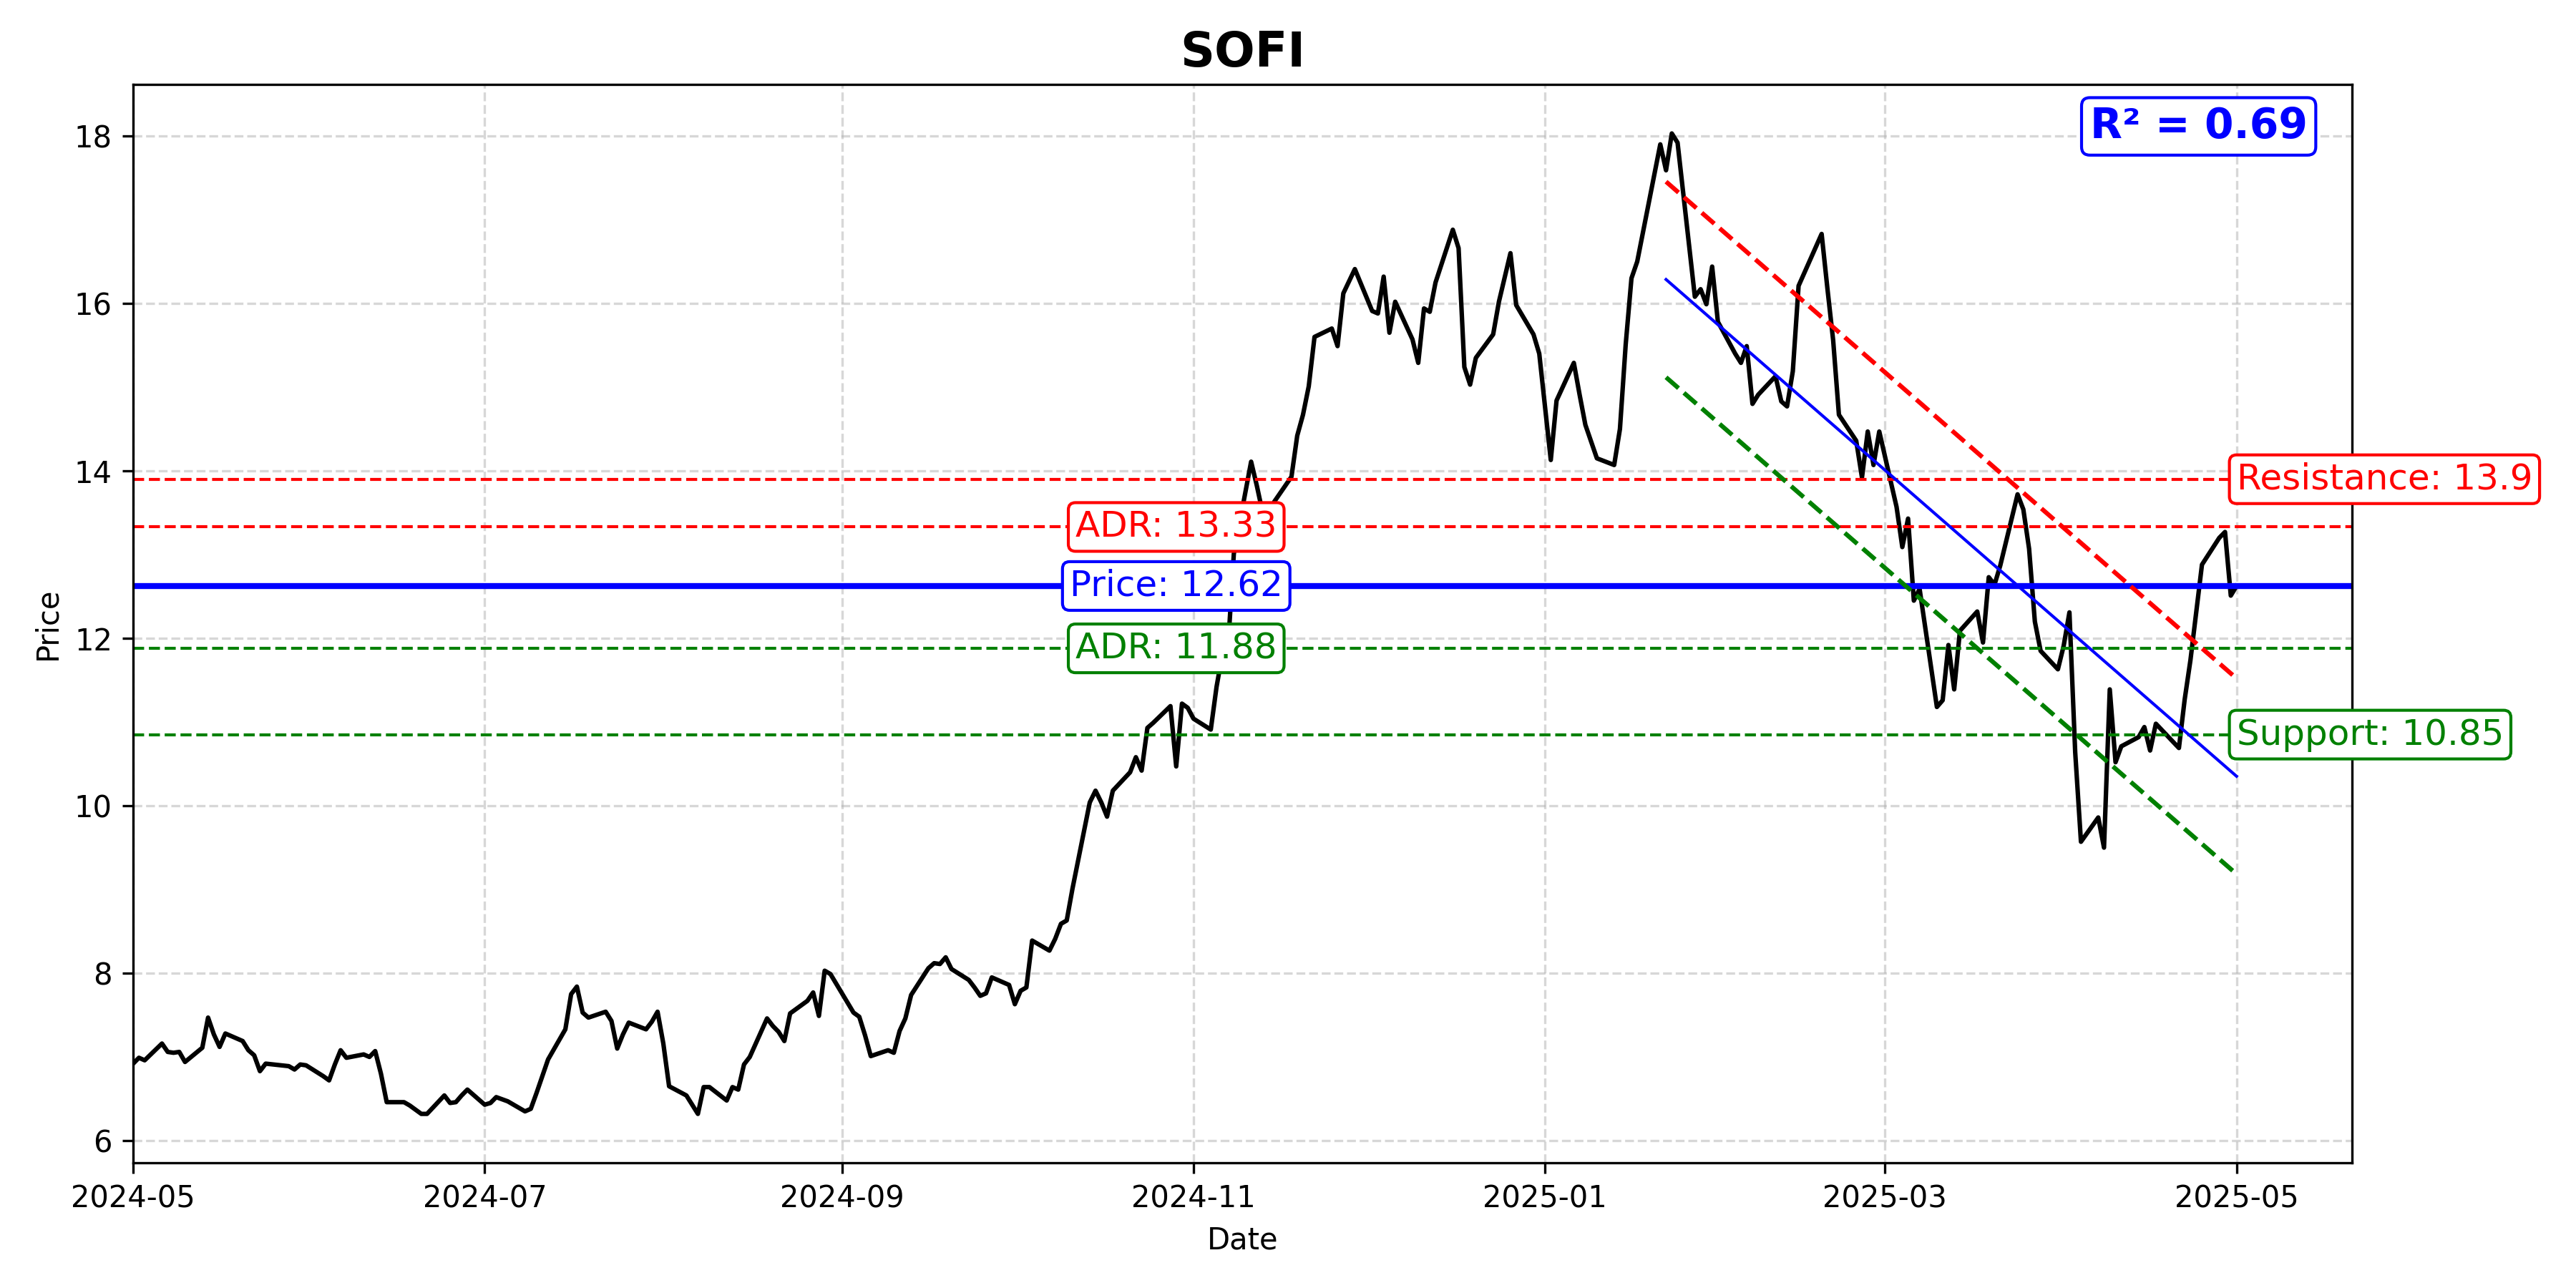 SOFI
R² = 0.69
18
16
14
12
10
8
6
Price
Resistance: 13.9
ADR: 13.33
Price: 12.62
ADR: 11.88
Support: 10.85
2024-05
2024-07
2024-09
2024-11
2025-01
2025-03
2025-05
Date